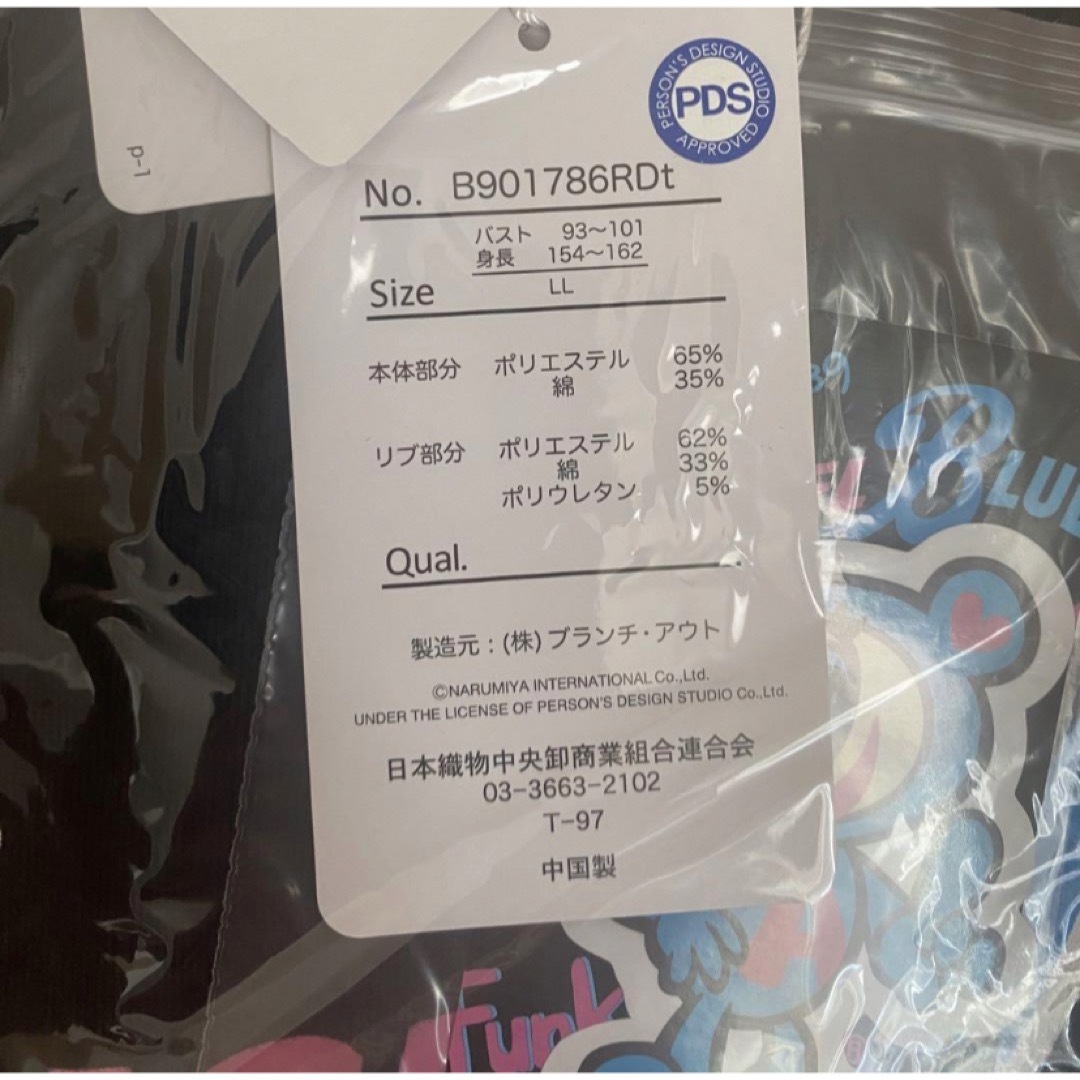 PERSON'S DESIGN STUDIO
PDS
APPROVED
p-1
No. B901786RDt
バスト 93〜101
身長 154〜162
Size LL
本体部分 ポリエステル 65%
綿 35%
リブ部分 ポリエステル 62%
綿 33%
ポリウレタン 5%
Qual.
製造元：(株)ブランチ・アウト
©NARUMIYA INTERNATIONAL Co.,Ltd.
UNDER THE LICENSE OF PERSON'S DESIGN STUDIO Co.,Ltd.
日本織物中央卸商業組合連合会
03-3663-2102
T-97
中国製
BLUE
Funk